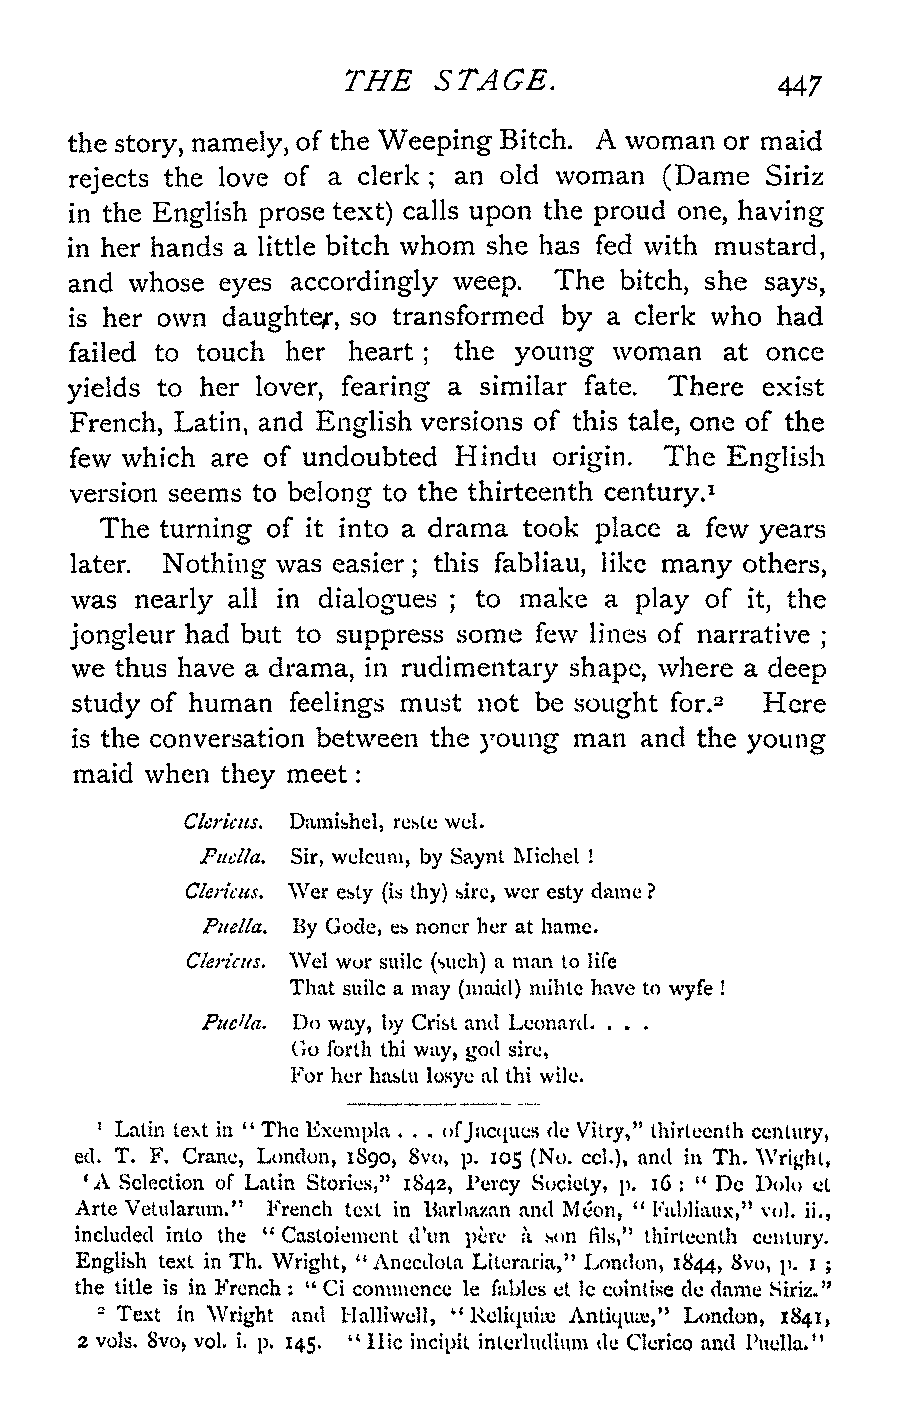 THE STAGE. 447
the story, namely, of the Weeping Bitch. A woman or maid
rejects the love of a clerk ; an old woman (Dame Siriz
in the English prose text) calls upon the proud one, having
in her hands a little bitch whom she has fed with mustard,
and whose eyes accordingly weep. The bitch, she says,
is her own daughter, so transformed by a clerk who had
failed to touch her heart ; the young woman at once
yields to her lover, fearing a similar fate. There exist
French, Latin, and English versions of this tale, one of the
few which are of undoubted Hindu origin. The English
version seems to belong to the thirteenth century.¹
The turning of it into a drama took place a few years
later. Nothing was easier ; this fabliau, like many others,
was nearly all in dialogues ; to make a play of it, the
jongleur had but to suppress some few lines of narrative ;
we thus have a drama, in rudimentary shape, where a deep
study of human feelings must not be sought for.² Here
is the conversation between the young man and the young
maid when they meet :
Clericus. Damishel, reste wel.
Puella. Sir, welcum, by Saynt Michel !
Clericus. Wer esty (is thy) sire, wer esty dame ?
Puella. By Gode, es noner her at hame.
Clericus. Wel wor suilc (such) a man to life
That suilc a may (maid) mihte have to wyfe !
Puella. Do way, by Crist and Leonard. . . .
Go forth thi way, god sire,
For her hastu losye al thi wile.
¹ Latin text in " The Exempla . . . of Jacques de Vitry," thirteenth century,
ed. T. F. Crane, London, 1890, 8vo, p. 105 (No. ccl.), and in Th. Wright,
'A Selection of Latin Stories," 1842, Percy Society, p. 16 : " De Dolo et
Arte Vetularum." French text in Barbazan and Méon, " Fabliaux," vol. ii.,
included into the " Castoiement d'un père à son fils," thirteenth century.
English text in Th. Wright, " Anecdota Literaria," London, 1844, 8vo, p. 1 ;
the title is in French : " Ci commence le fables et le cointise de dame Siriz."
² Text in Wright and Halliwell, " Reliquiæ Antiquæ," London, 1841,
2 vols. 8vo, vol. i. p. 145. " Hic incipit interludium de Clerico and Puella."